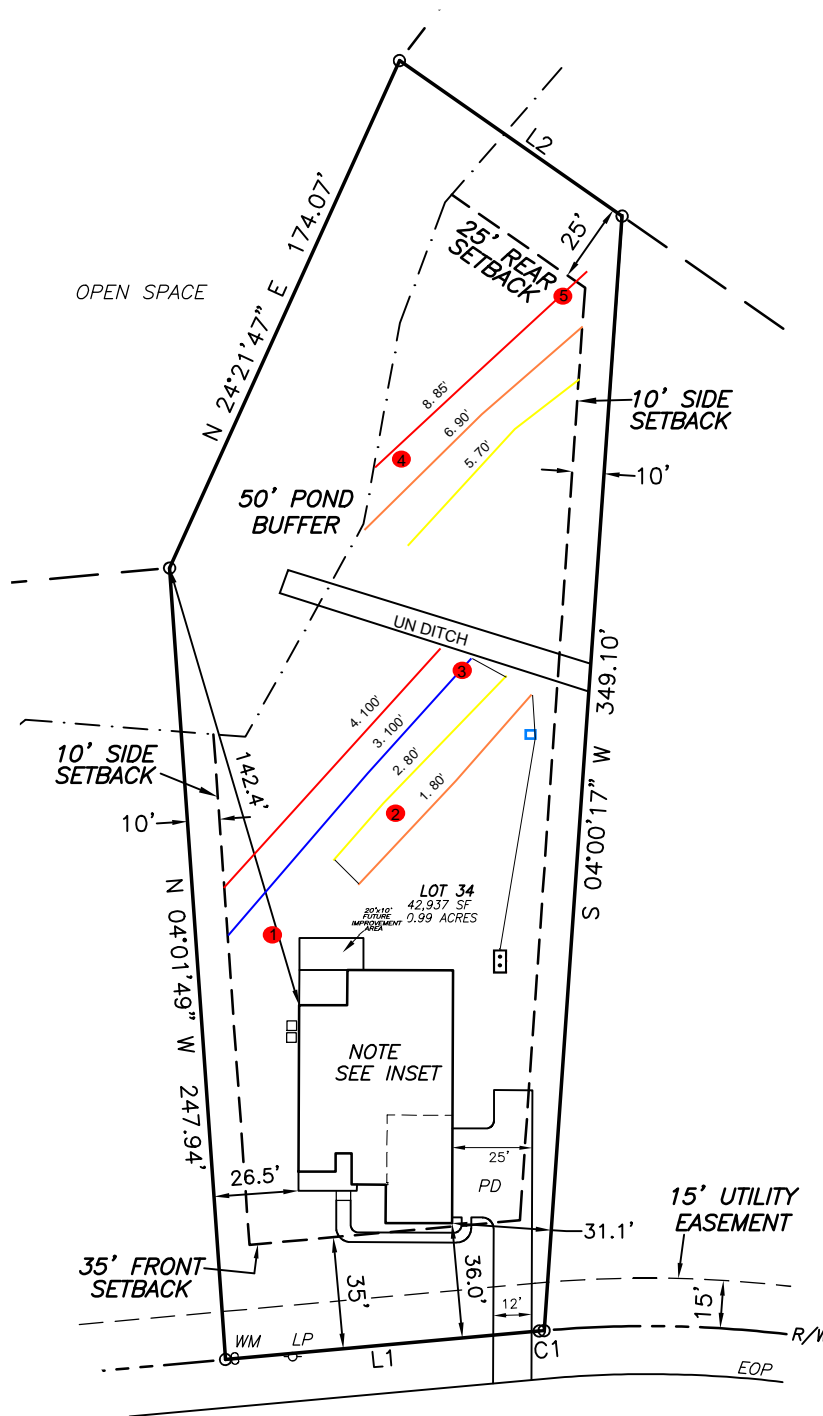 L2
N 24°21'47" E 174.07'
25'
25' REAR
SETBACK
OPEN SPACE
5
8. 85'
10' SIDE
SETBACK
6. 90'
5. 70'
4
10'
50' POND
BUFFER
UN DITCH
S 04°00'17" W 349.10'
3
4. 100'
3. 100'
2. 80'
1. 80'
10' SIDE
SETBACK
142.4'
10'
2
LOT 34
42,937 SF
0.99 ACRES
20'x10'
FUTURE
IMPROVEMENT
AREA
1
N 04°01'49" W 247.94'
NOTE
SEE INSET
25'
26.5'
PD
15' UTILITY
EASEMENT
31.1'
35' FRONT
SETBACK
35'
36.0'
12'
15'
WM
LP
L1
C1
R/W
EOP